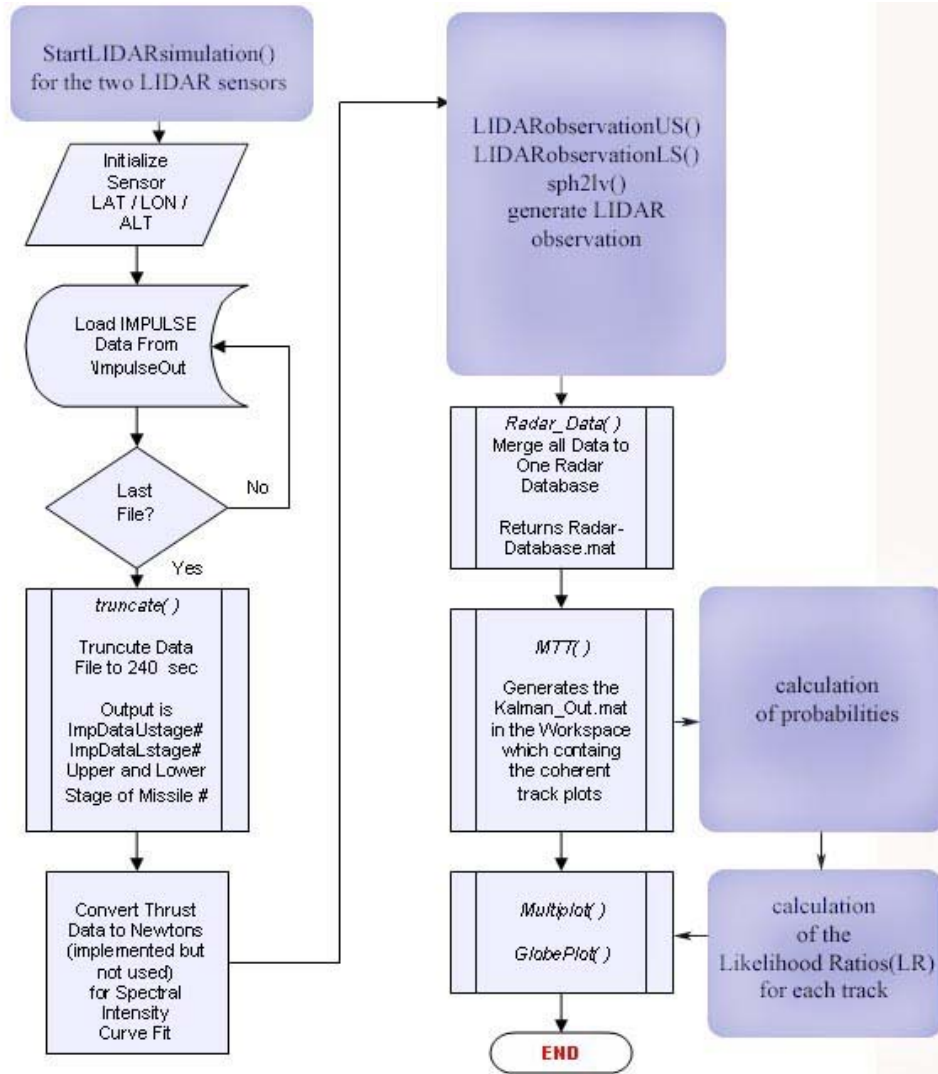 StartLIDARsimulation()
for the two LIDAR sensors
Initialize
Sensor
LAT / LON /
ALT
Load IMPULSE
Data From
\ImpulseOut
Last
File?
No
Yes
truncate( )
Truncute Data
File to 240 sec
Output is
ImpDataUstage#
ImpDataLstage#
Upper and Lower
Stage of Missile #
Convert Thrust
Data to Newtons
(implemented but
not used)
for Spectral
Intensity
Curve Fit
LIDARobservationUS()
LIDARobservationLS()
sph2lv()
generate LIDAR
observation
Radar_Data( )
Merge all Data to
One Radar
Database
Returns Radar-
Database.mat
MTT( )
Generates the
Kalman_Out.mat
in the Workspace
which containg
the coherent
track plots
calculation
of probabilities
calculation
of the
Likelihood Ratios(LR)
for each track
Multiplot( )
GlobePlot( )
END